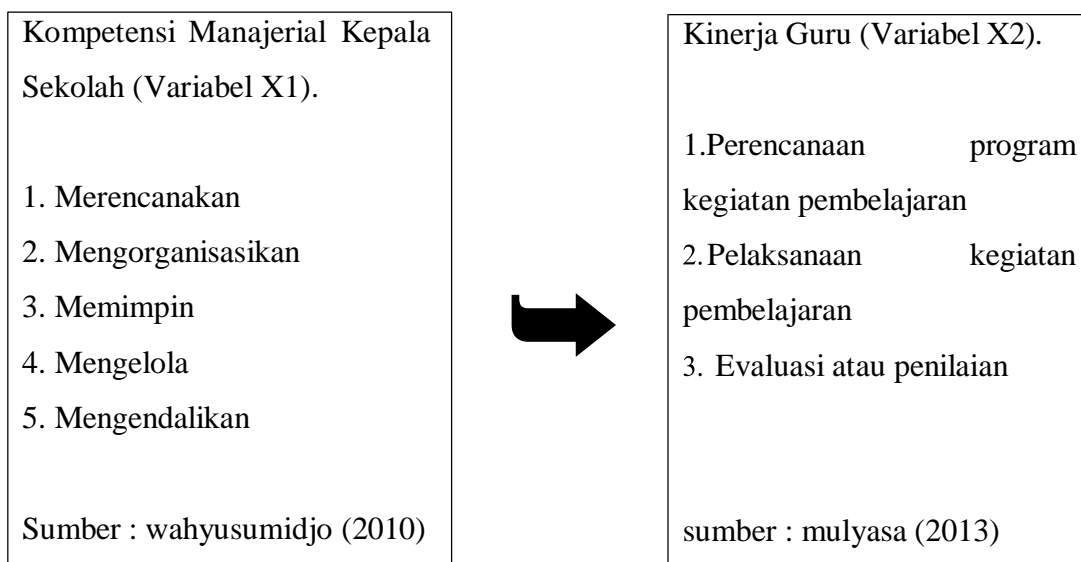 Kompetensi Manajerial Kepala
Sekolah (Variabel X1).
1. Merencanakan
2. Mengorganisasikan
3. Memimpin
4. Mengelola
5. Mengendalikan
Sumber : wahyusumidjo (2010)
Kinerja Guru (Variabel X2).
1.Perencanaan program
kegiatan pembelajaran
2.Pelaksanaan kegiatan
pembelajaran
3. Evaluasi atau penilaian
sumber : mulyasa (2013)